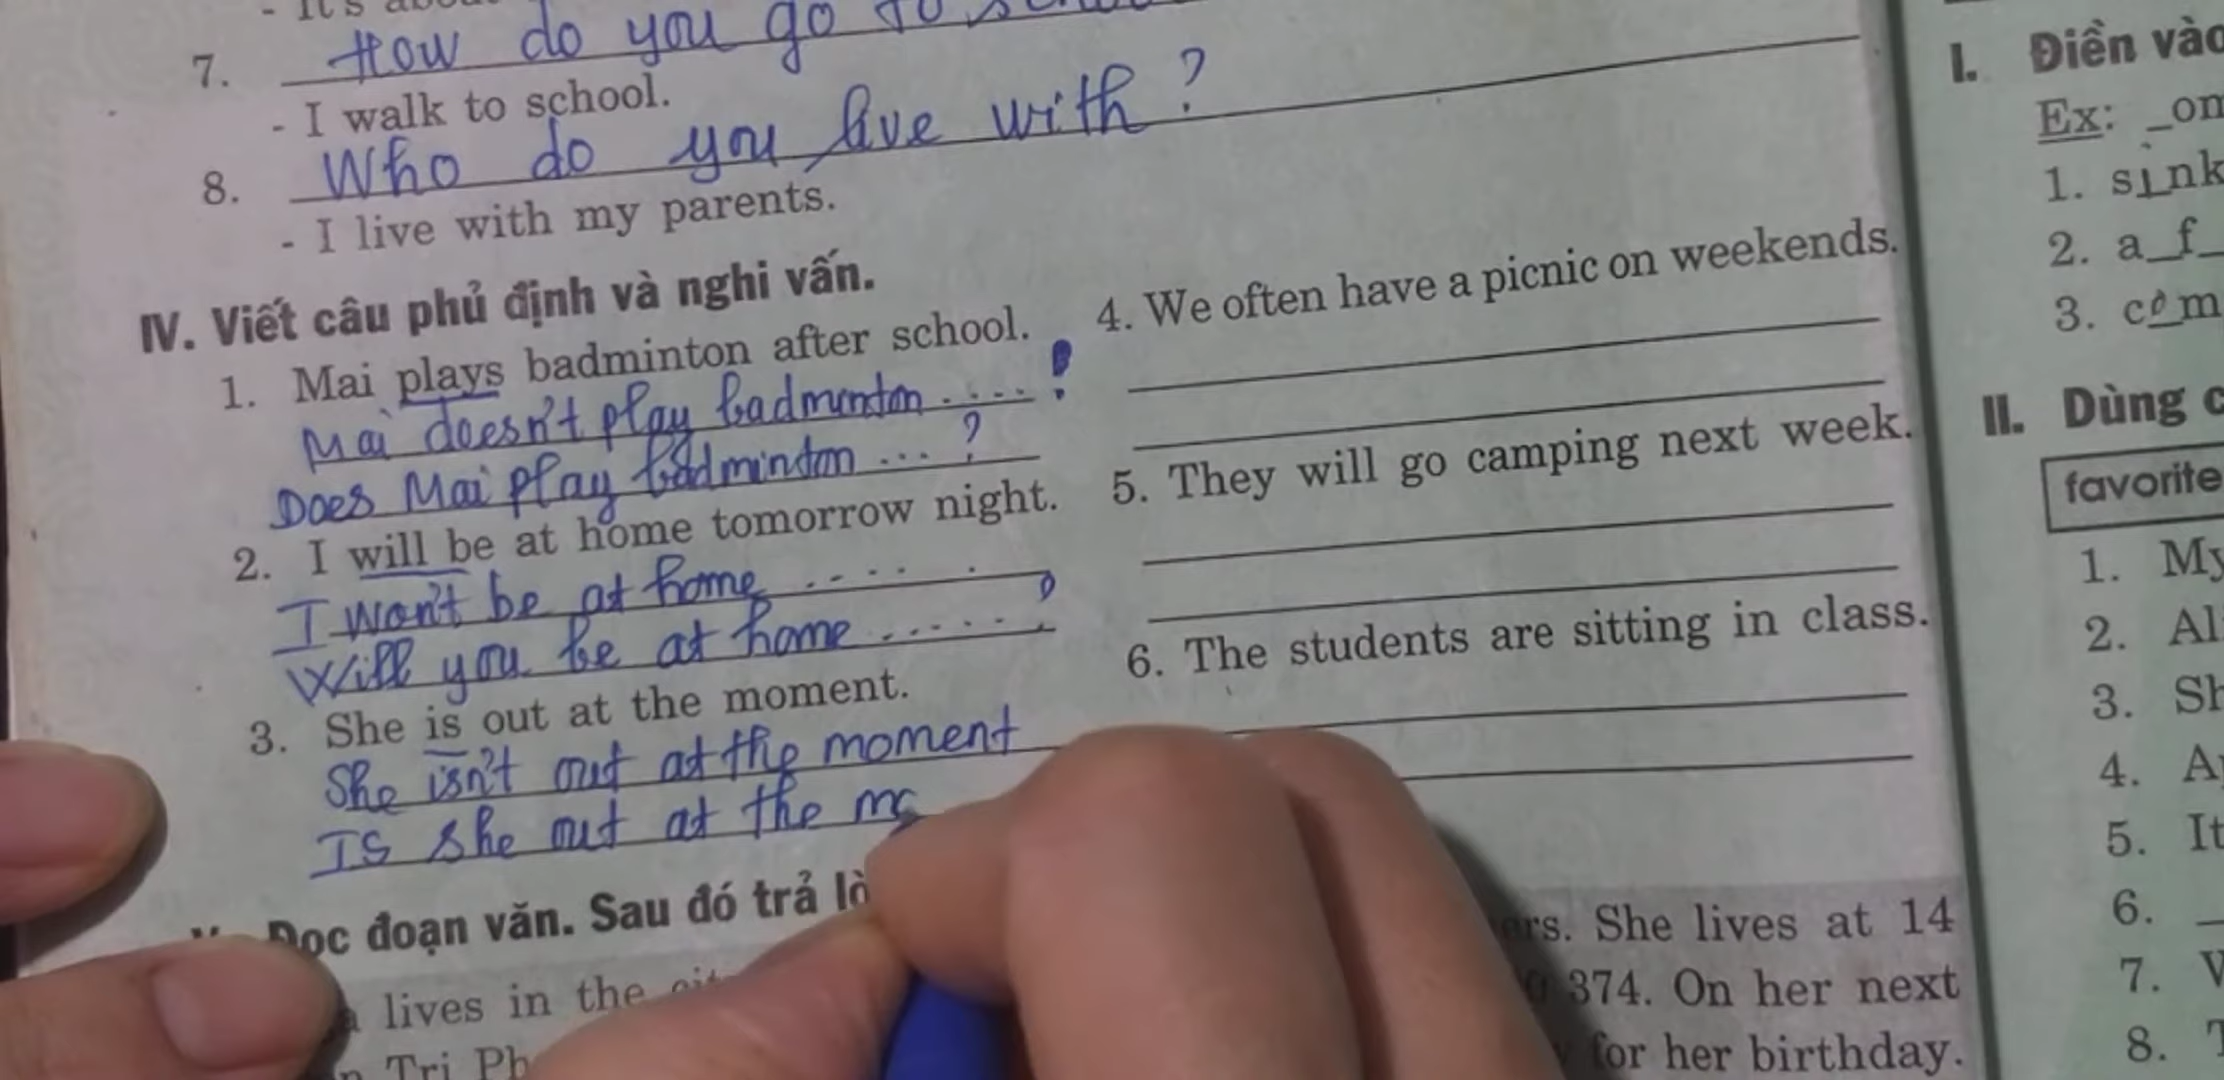 - It's
7. How do you go to
- I walk to school.
8. Who do you live with ?
- I live with my parents.
IV. Viết câu phủ định và nghi vấn.
1. Mai plays badminton after school.
Mai doesn't play badminton ....
Does Mai play badminton ... ?
2. I will be at home tomorrow night.
I won't be at home .... .
Will you be at home ..... ?
3. She is out at the moment.
She isn't out at the moment
Is she out at the mo
4. We often have a picnic on weekends.
5. They will go camping next week.
6. The students are sitting in class.
Đọc đoạn văn. Sau đó trả lờ
lives in the
Tri Ph
She lives at 14
374. On her next
for her birthday.
I. Điền vào
Ex: _on
1. sink
2. a_f_
3. com
II. Dùng c
favorite
1. My
2. Al
3. Sh
4. A
5. It
6. _
7.
8.